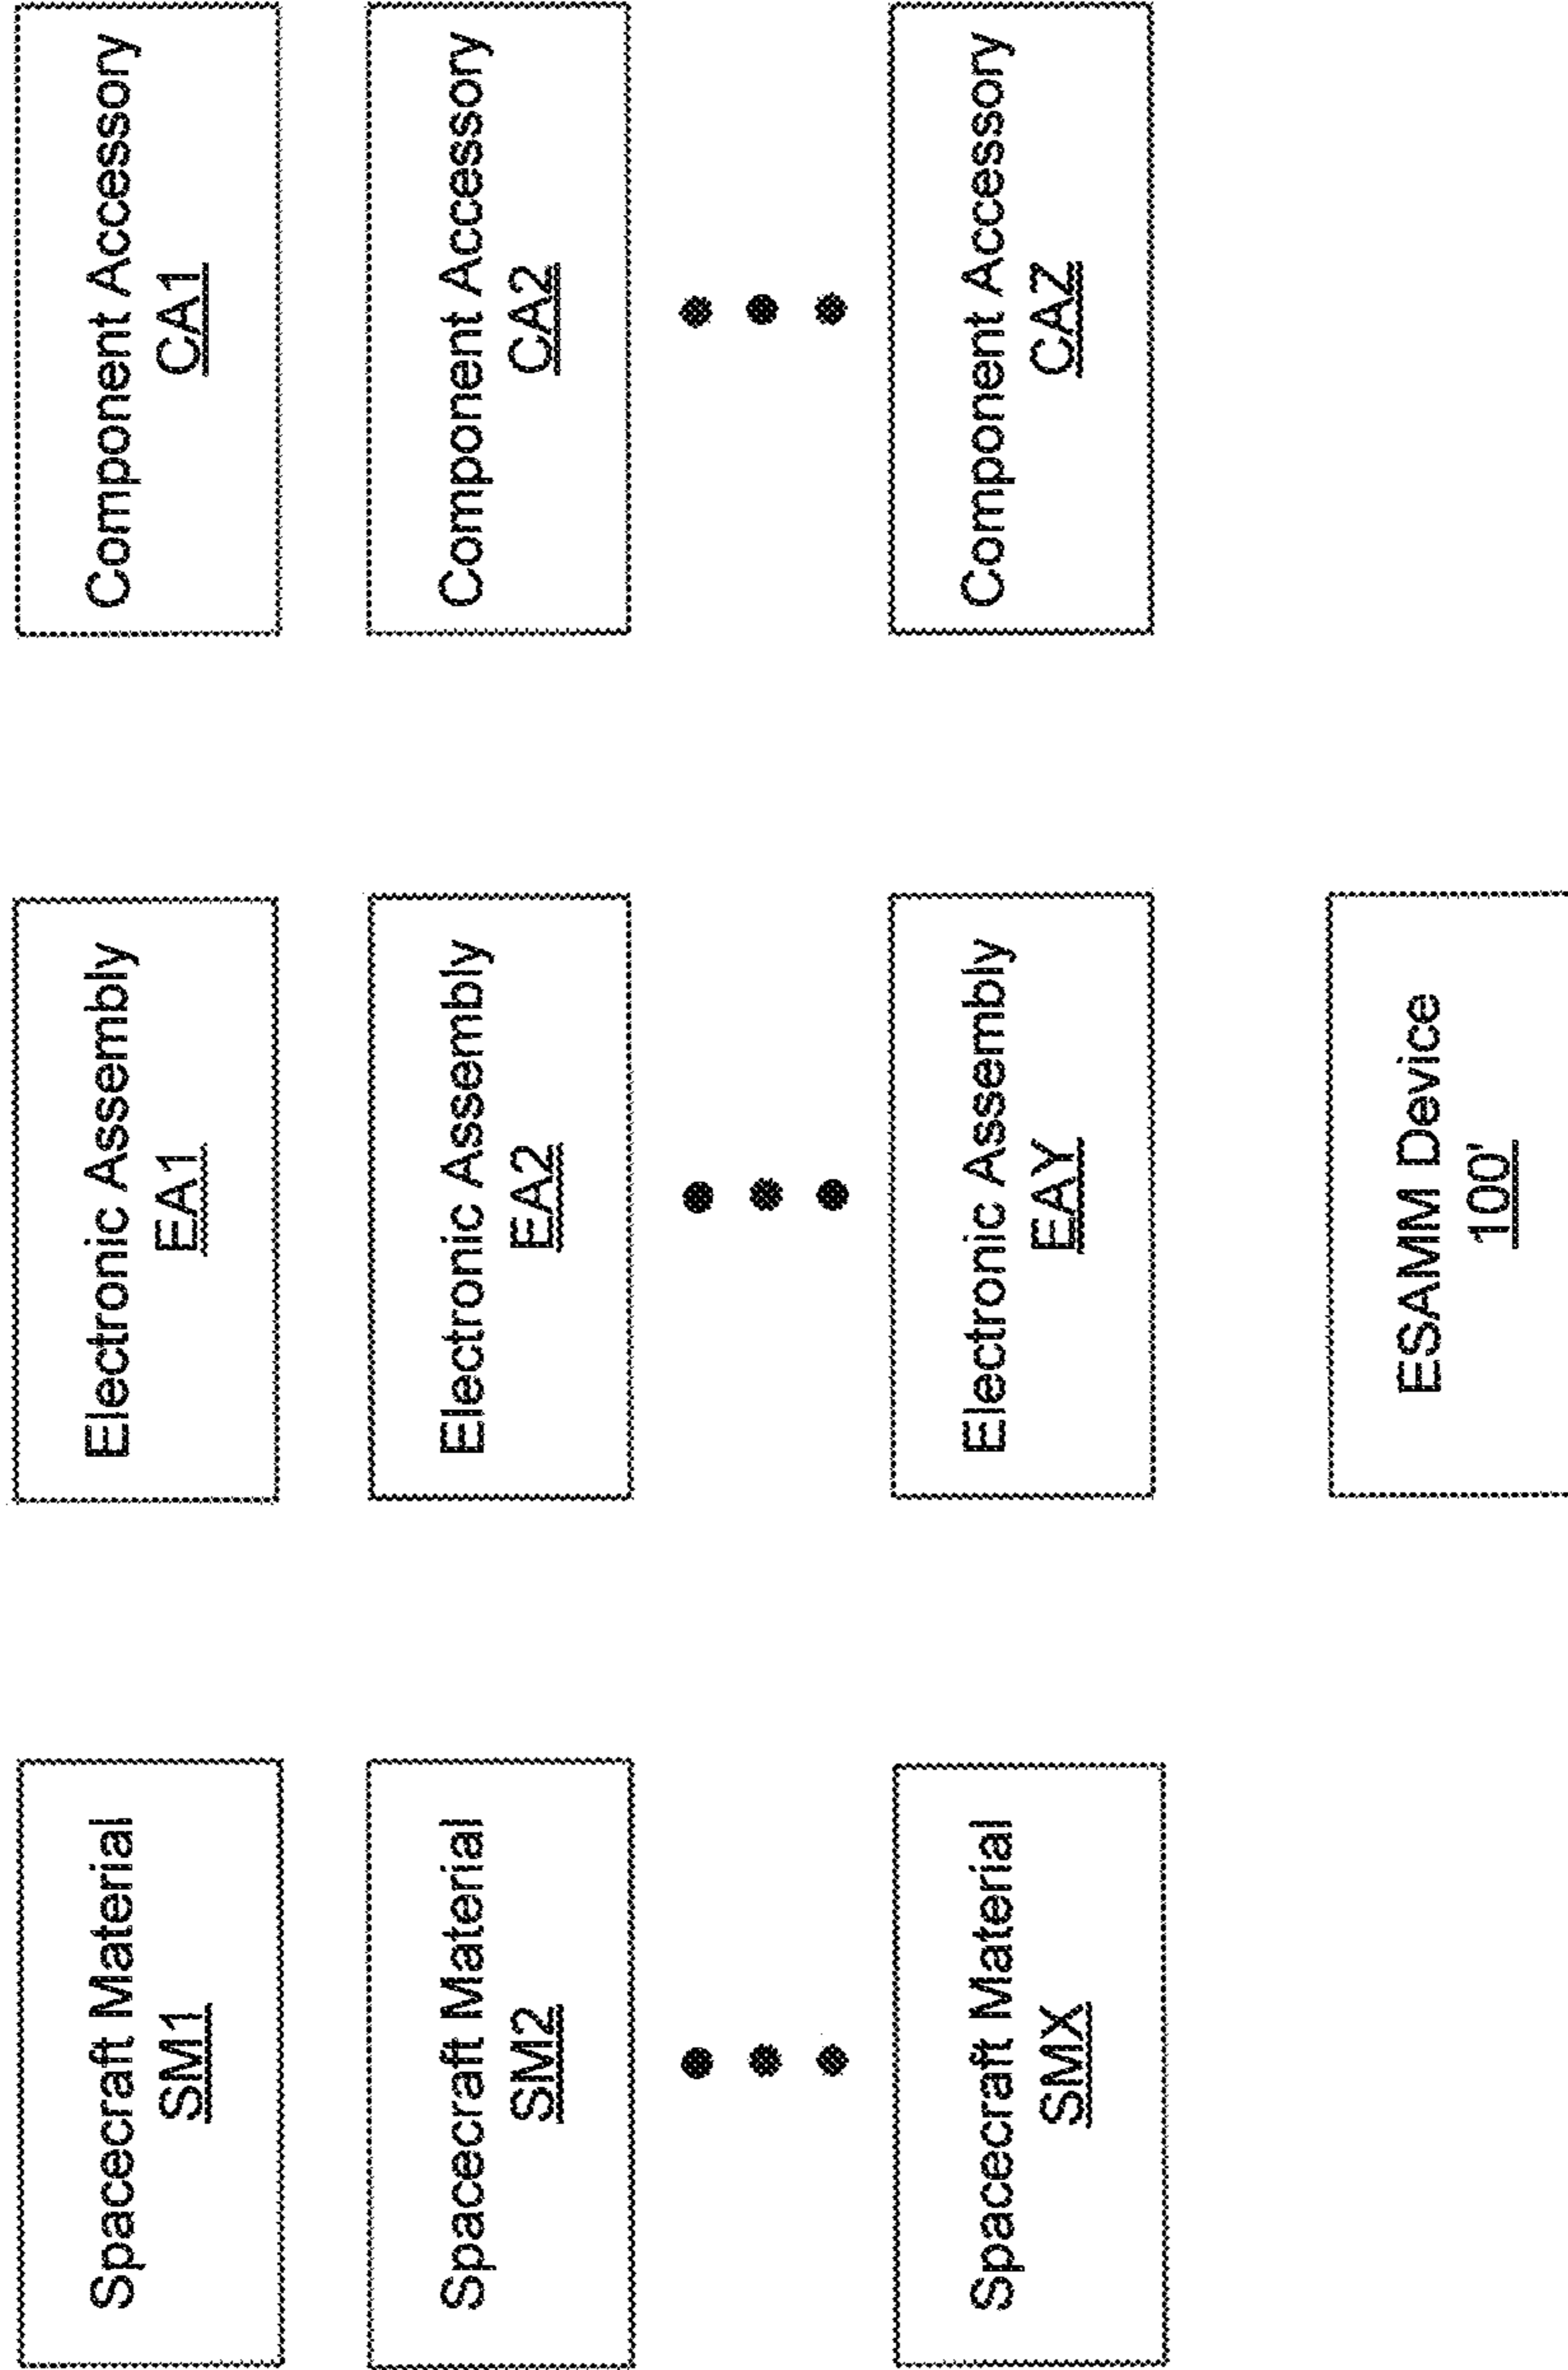 Spacecraft Material
SM1
Electronic Assembly
EA1
Component Accessory
CA1
Spacecraft Material
SM2
Electronic Assembly
EA2
Component Accessory
CA2
Spacecraft Material
SMX
Electronic Assembly
EAY
Component Accessory
CAZ
ESAMM Device
100'